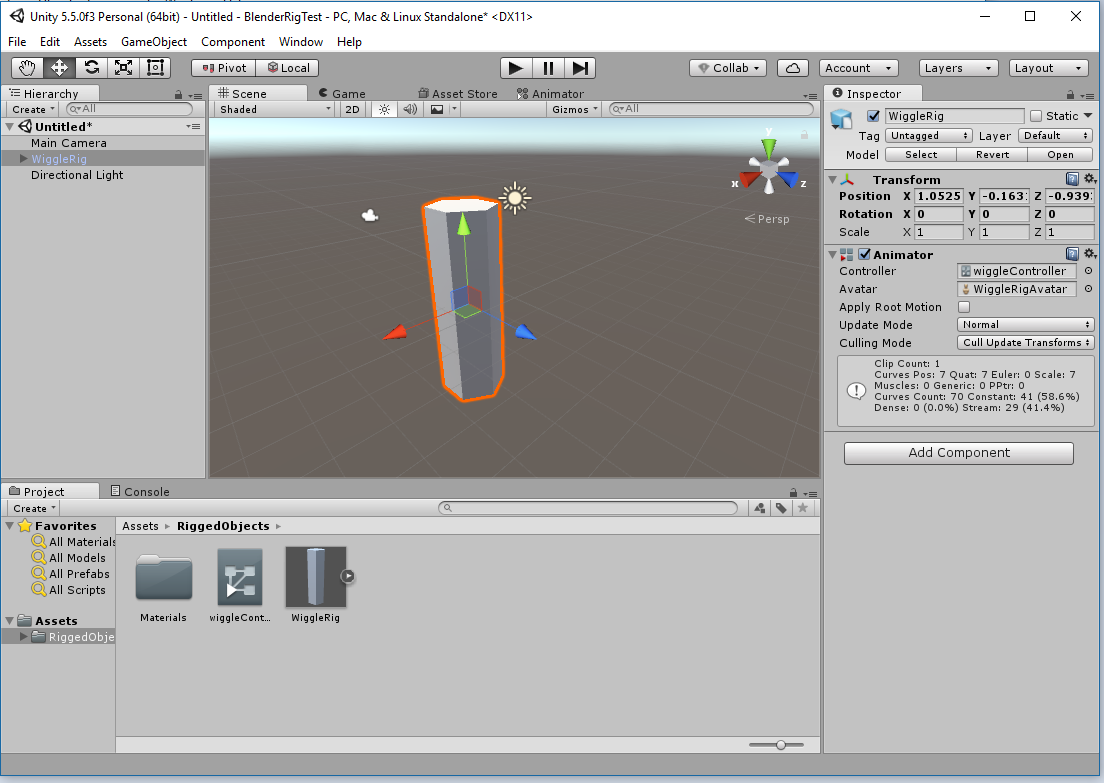 Unity 5.5.0f3 Personal (64bit) - Untitled - BlenderRigTest - PC, Mac & Linux Standalone* <DX11>
File Edit Assets GameObject Component Window Help
Pivot Local Collab Account Layers Layout
Hierarchy
Create All
Untitled*
Main Camera
WiggleRig
Directional Light
Scene Game Asset Store Animator
Shaded 2D Gizmos All
y
x z
Persp
Inspector
WiggleRig Static
Tag Untagged Layer Default
Model Select Revert Open
Transform
Position X 1.0525 Y -0.163 Z -0.939
Rotation X 0 Y 0 Z 0
Scale X 1 Y 1 Z 1
Animator
Controller wiggleController
Avatar WiggleRigAvatar
Apply Root Motion
Update Mode Normal
Culling Mode Cull Update Transforms
Clip Count: 1
Curves Pos: 7 Quat: 7 Euler: 0 Scale: 7
Muscles: 0 Generic: 0 PPtr: 0
Curves Count: 70 Constant: 41 (58.6%)
Dense: 0 (0.0%) Stream: 29 (41.4%)
Add Component
Project Console
Create
Favorites
All Materials
All Models
All Prefabs
All Scripts
Assets
RiggedObje
Assets RiggedObjects
Materials wiggleCont... WiggleRig